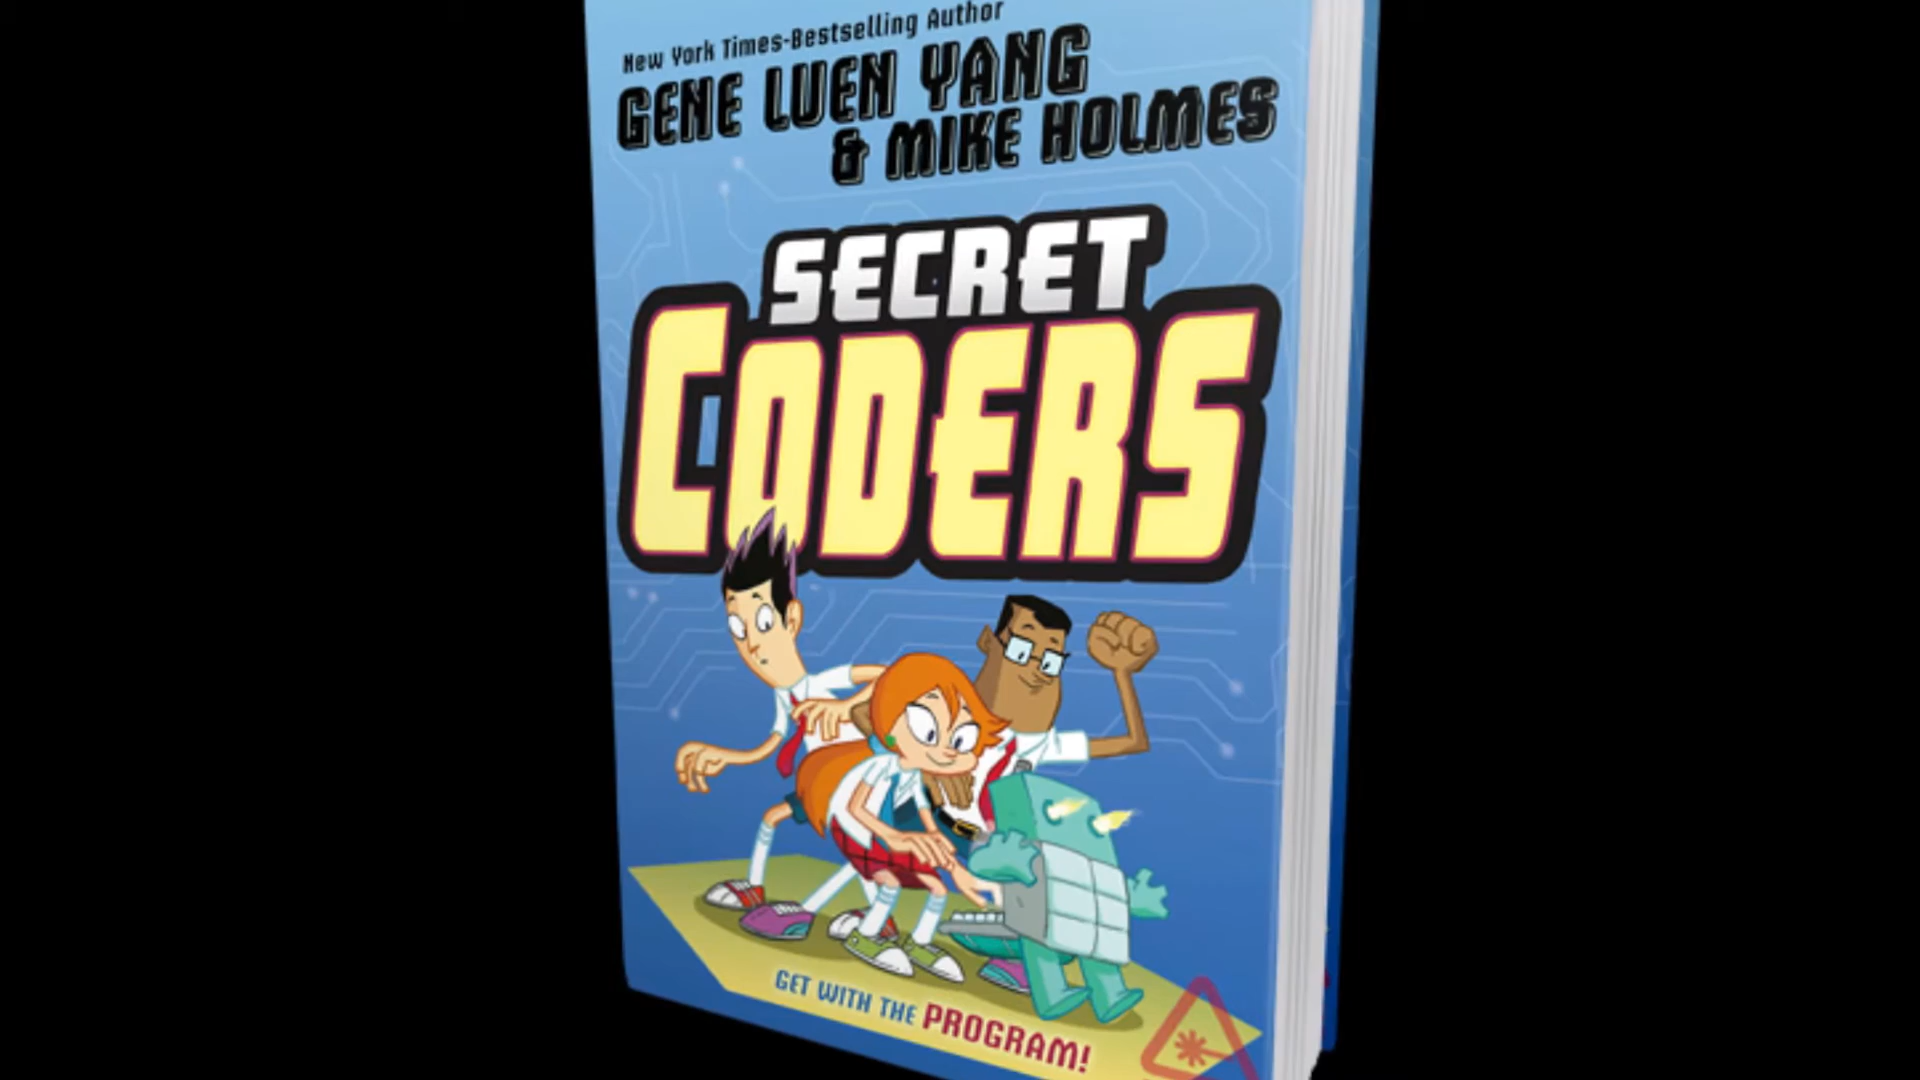 New York Times-Bestselling Author
GENE LUEN YANG
& MIKE HOLMES
SECRET
CODERS
GET WITH THE PROGRAM!